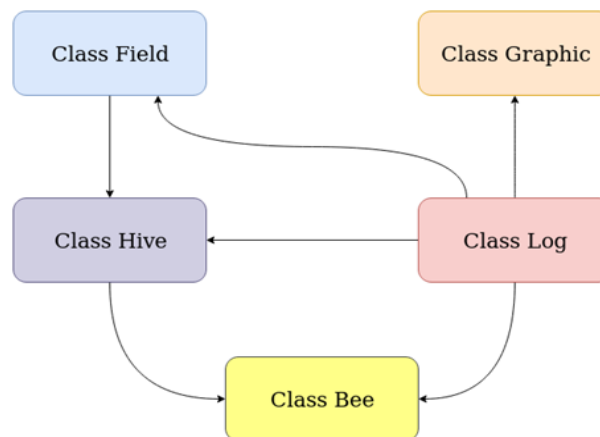 Class Field
Class Graphic
Class Hive
Class Log
Class Bee